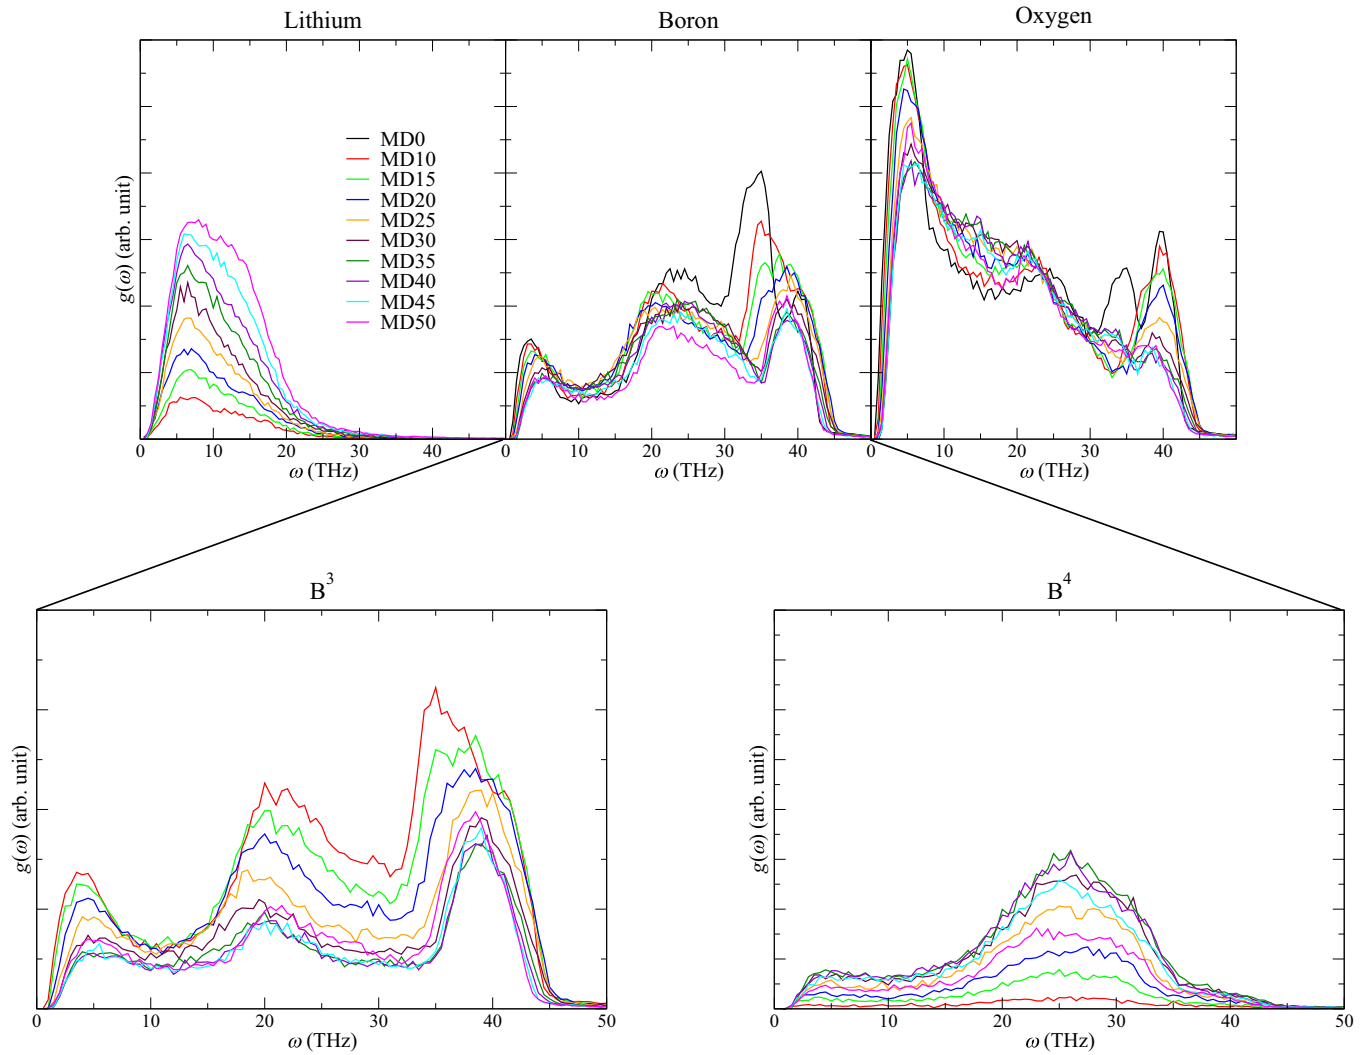 Lithium
Boron
Oxygen
g(ω) (arb. unit)
MD0
MD10
MD15
MD20
MD25
MD30
MD35
MD40
MD45
MD50
0 10 20 30 40
0 10 20 30 40
0 10 20 30 40
ω (THz)
ω (THz)
ω (THz)
B³
g(ω) (arb. unit)
0 10 20 30 40 50
ω (THz)
B⁴
g(ω) (arb. unit)
0 10 20 30 40 50
ω (THz)